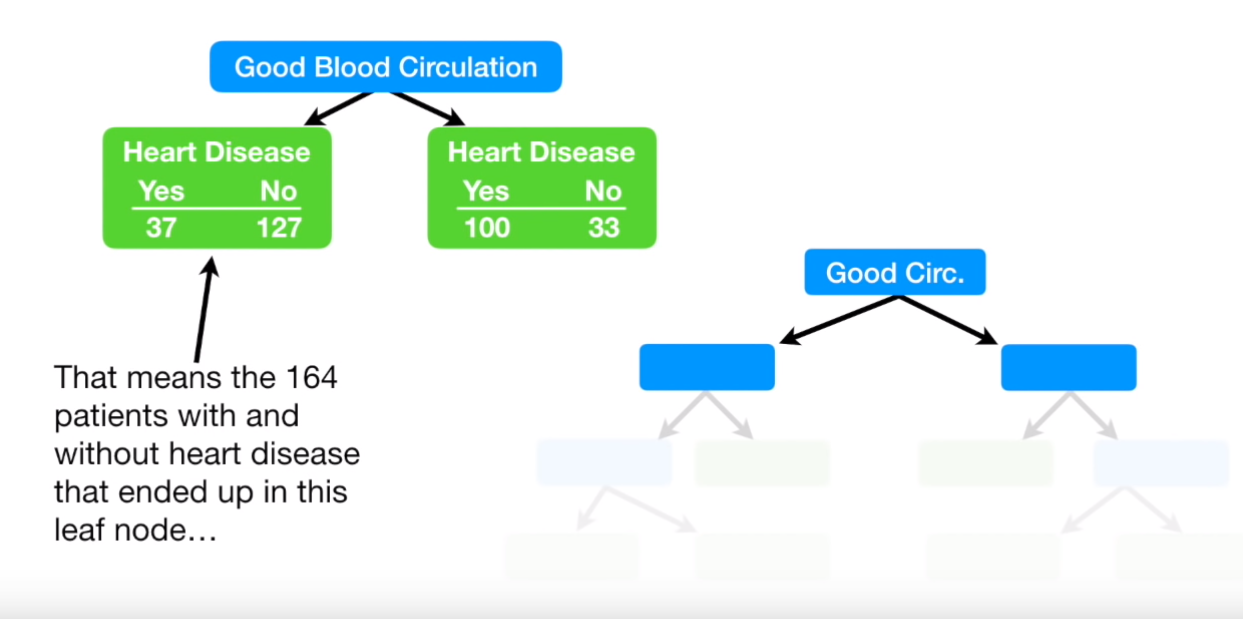 Good Blood Circulation
Heart Disease
Yes No
37 127
Heart Disease
Yes No
100 33
Good Circ.
That means the 164
patients with and
without heart disease
that ended up in this
leaf node…